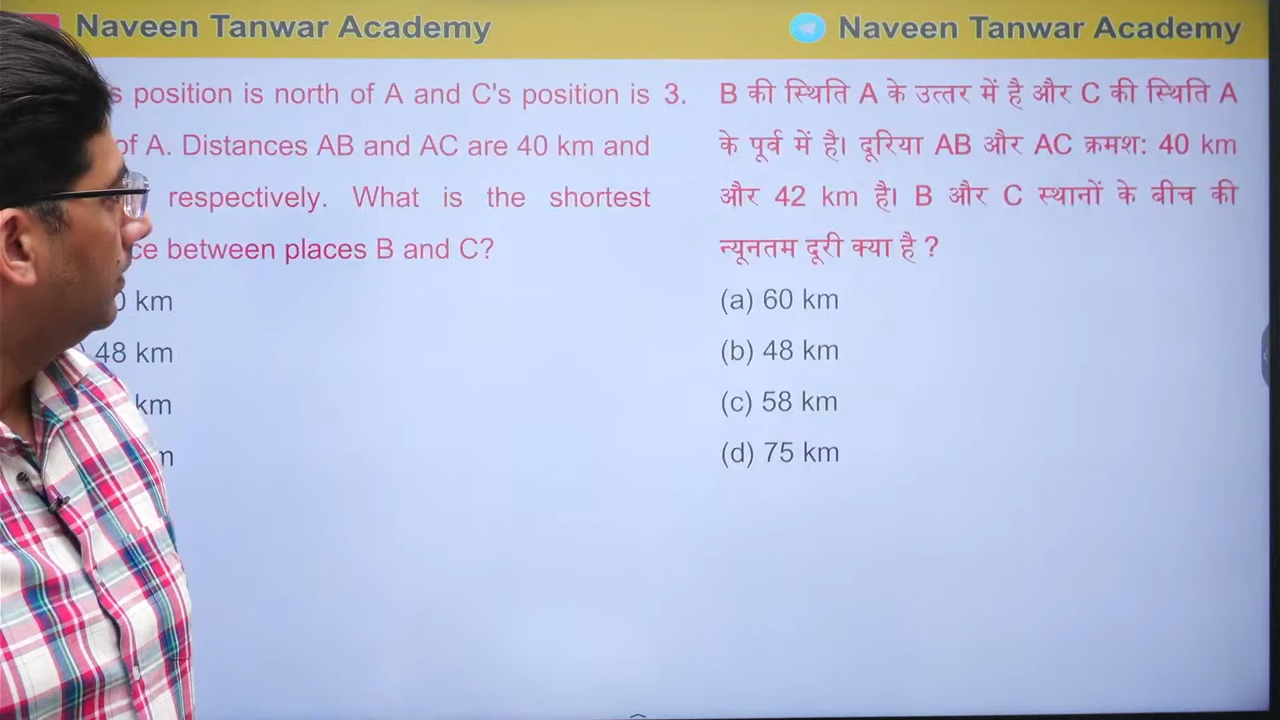 Naveen Tanwar Academy
Naveen Tanwar Academy
position is north of A and C's position is
of A. Distances AB and AC are 40 km and
respectively. What is the shortest
between places B and C?
km
48 km
km
3. B की स्थिति A के उत्तर में है और C की स्थिति A
के पूर्व में है। दूरिया AB और AC क्रमश: 40 km
और 42 km है। B और C स्थानों के बीच की
न्यूनतम दूरी क्या है ?
(a) 60 km
(b) 48 km
(c) 58 km
(d) 75 km